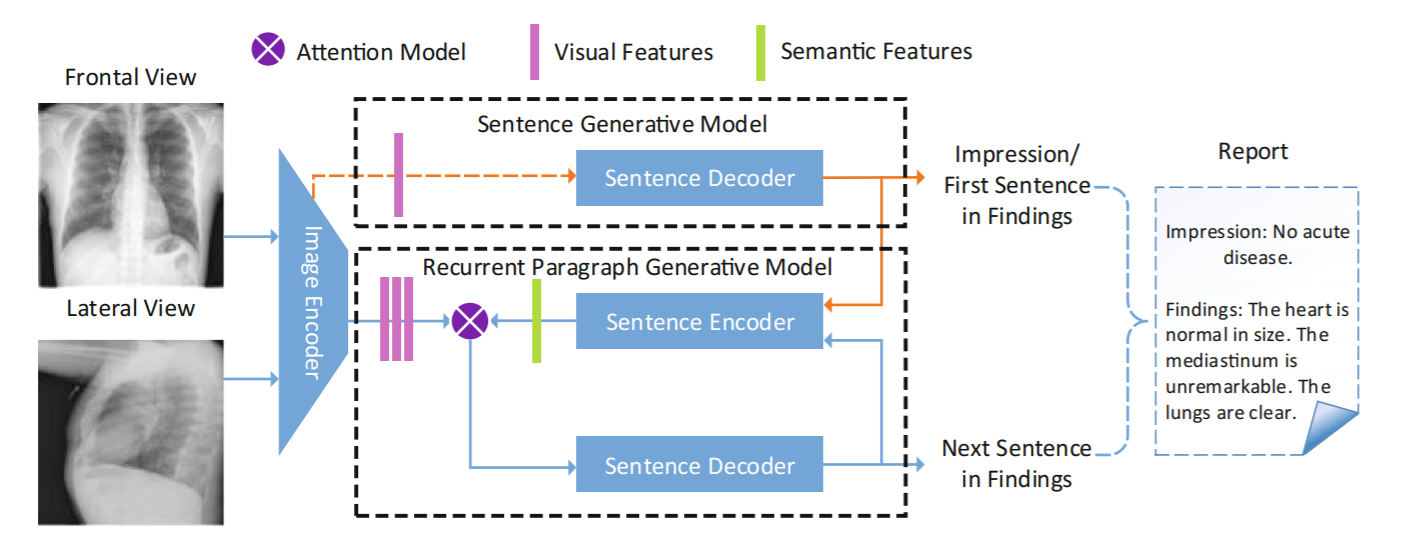 Attention Model
Visual Features
Semantic Features
Frontal View
Lateral View
Image Encoder
Sentence Generative Model
Sentence Decoder
Recurrent Paragraph Generative Model
Sentence Encoder
Sentence Decoder
Impression/
First Sentence
in Findings
Next Sentence
in Findings
Report
Impression: No acute
disease.
Findings: The heart is
normal in size. The
mediastinum is
unremarkable. The
lungs are clear.